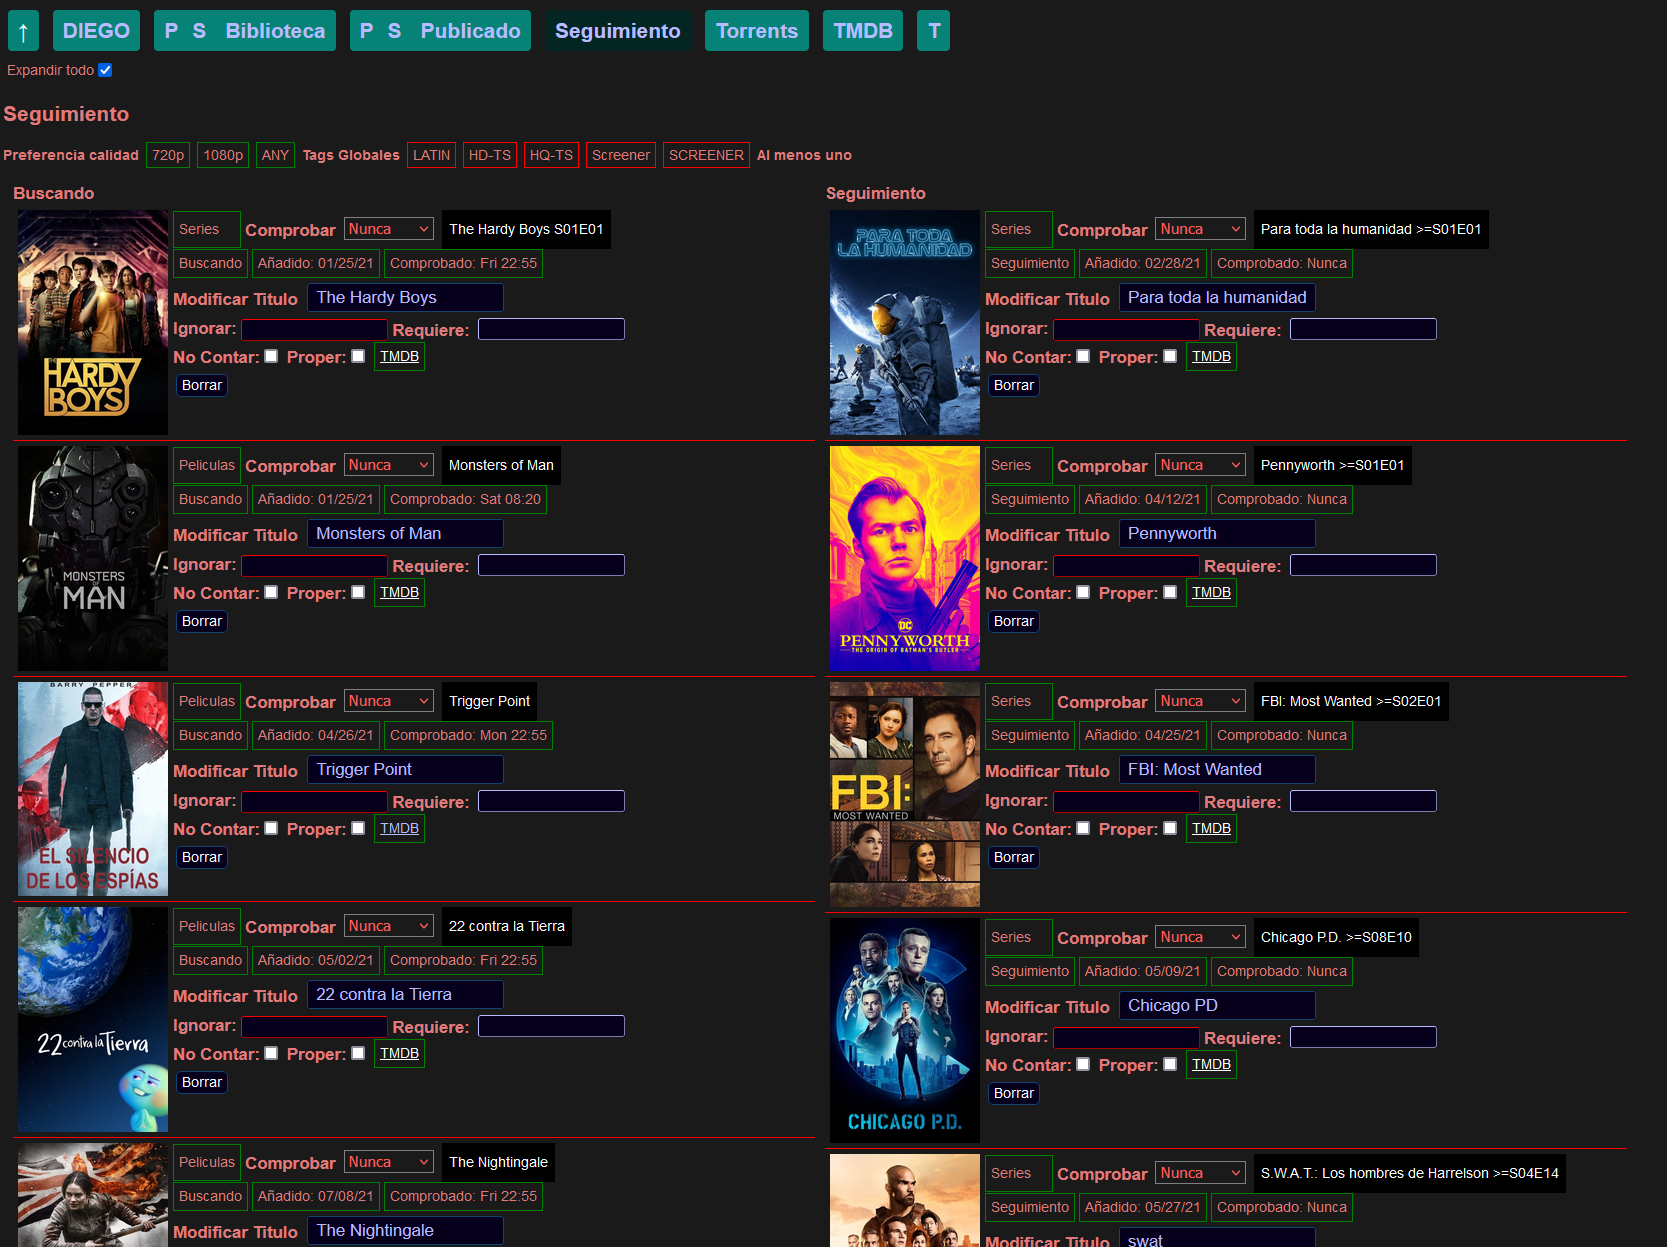 ↑ DIEGO P S Biblioteca P S Publicado Seguimiento Torrents TMDB T
Expandir todo
Seguimiento
Preferencia calidad 720p 1080p ANY Tags Globales LATIN HD-TS HQ-TS Screener SCREENER Al menos uno
Buscando
THE HARDY BOYS
Series Comprobar Nunca The Hardy Boys S01E01
Buscando Añadido: 01/25/21 Comprobado: Fri 22:55
Modificar Titulo The Hardy Boys
Ignorar: Requiere:
No Contar: Proper: TMDB
Borrar
MONSTERS OF MAN
Peliculas Comprobar Nunca Monsters of Man
Buscando Añadido: 01/25/21 Comprobado: Sat 08:20
Modificar Titulo Monsters of Man
Ignorar: Requiere:
No Contar: Proper: TMDB
Borrar
BARRY PEPPER
EL SILENCIO
DE LOS ESPÍAS
Peliculas Comprobar Nunca Trigger Point
Buscando Añadido: 04/26/21 Comprobado: Mon 22:55
Modificar Titulo Trigger Point
Ignorar: Requiere:
No Contar: Proper: TMDB
Borrar
22 contra la Tierra
Peliculas Comprobar Nunca 22 contra la Tierra
Buscando Añadido: 05/02/21 Comprobado: Fri 22:55
Modificar Titulo 22 contra la Tierra
Ignorar: Requiere:
No Contar: Proper: TMDB
Borrar
Peliculas Comprobar Nunca The Nightingale
Buscando Añadido: 07/08/21 Comprobado: Fri 22:55
Modificar Titulo The Nightingale
Seguimiento
PARA TODA
LA HUMANIDAD
Series Comprobar Nunca Para toda la humanidad >=S01E01
Seguimiento Añadido: 02/28/21 Comprobado: Nunca
Modificar Titulo Para toda la humanidad
Ignorar: Requiere:
No Contar: Proper: TMDB
Borrar
DC
PENNYWORTH
THE ORIGIN OF BATMAN'S BUTLER
Series Comprobar Nunca Pennyworth >=S01E01
Seguimiento Añadido: 04/12/21 Comprobado: Nunca
Modificar Titulo Pennyworth
Ignorar: Requiere:
No Contar: Proper: TMDB
Borrar
FBI:
MOST WANTED
Series Comprobar Nunca FBI: Most Wanted >=S02E01
Seguimiento Añadido: 04/25/21 Comprobado: Nunca
Modificar Titulo FBI: Most Wanted
Ignorar: Requiere:
No Contar: Proper: TMDB
Borrar
CHICAGO P.D.
Series Comprobar Nunca Chicago P.D. >=S08E10
Seguimiento Añadido: 05/09/21 Comprobado: Nunca
Modificar Titulo Chicago PD
Ignorar: Requiere:
No Contar: Proper: TMDB
Borrar
Series Comprobar Nunca S.W.A.T.: Los hombres de Harrelson >=S04E14
Seguimiento Añadido: 05/27/21 Comprobado: Nunca
Modificar Titulo swat